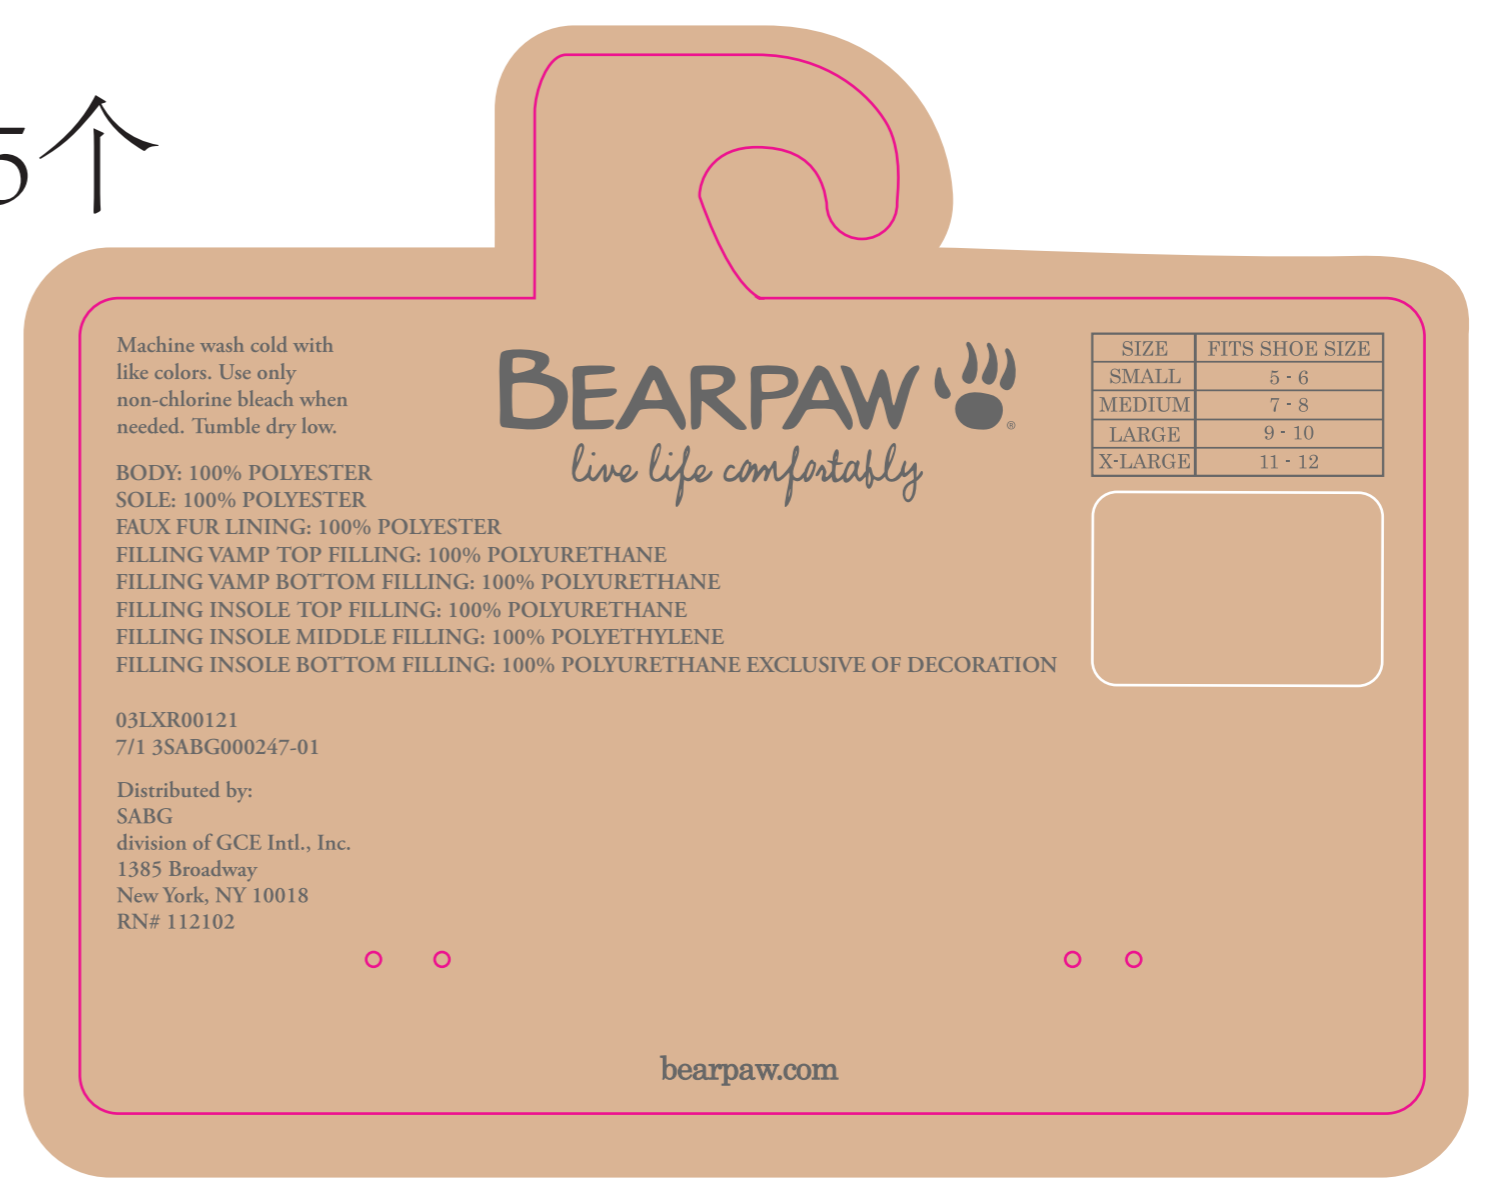 5个
Machine wash cold with
like colors. Use only
non-chlorine bleach when
needed. Tumble dry low.
BODY: 100% POLYESTER
SOLE: 100% POLYESTER
FAUX FUR LINING: 100% POLYESTER
FILLING VAMP TOP FILLING: 100% POLYURETHANE
FILLING VAMP BOTTOM FILLING: 100% POLYURETHANE
FILLING INSOLE TOP FILLING: 100% POLYURETHANE
FILLING INSOLE MIDDLE FILLING: 100% POLYETHYLENE
FILLING INSOLE BOTTOM FILLING: 100% POLYURETHANE EXCLUSIVE OF DECORATION
03LXR00121
7/1 3SABG000247-01
Distributed by:
SABG
division of GCE Intl., Inc.
1385 Broadway
New York, NY 10018
RN# 112102
BEARPAW ®
live life comfortably
SIZE FITS SHOE SIZE
SMALL 5 - 6
MEDIUM 7 - 8
LARGE 9 - 10
X-LARGE 11 - 12
bearpaw.com